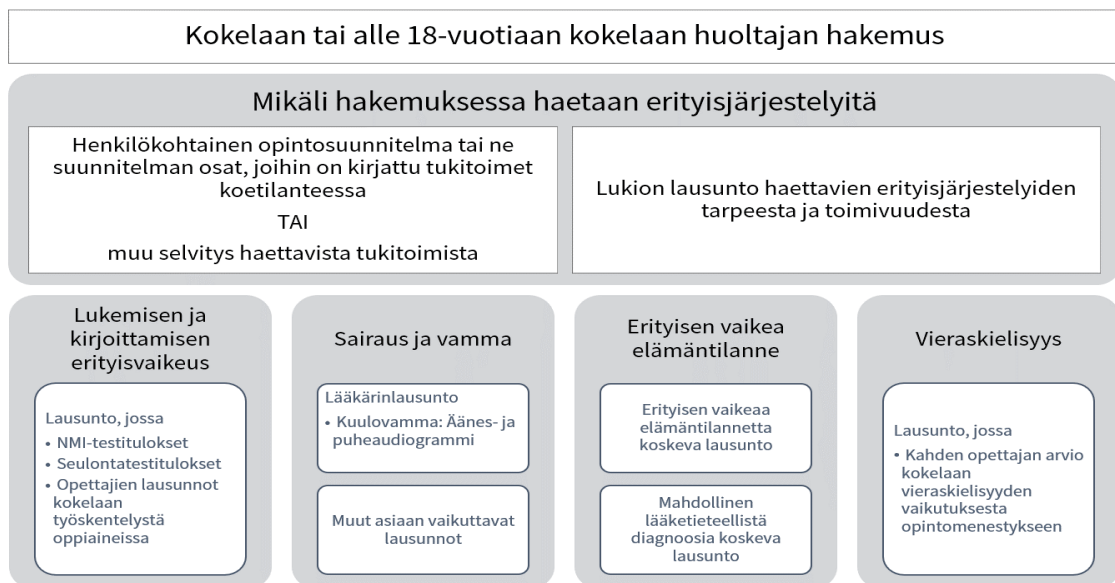 Kokelaan tai alle 18-vuotiaan kokelaan huoltajan hakemus
Mikäli hakemuksessa haetaan erityisjärjestelyitä
Henkilökohtainen opintosuunnitelma tai ne
suunnitelman osat, joihin on kirjattu tukitoimet
koetilanteessa
TAI
muu selvitys haettavista tukitoimista
Lukion lausunto haettavien erityisjärjestelyiden
tarpeesta ja toimivuudesta
Lukemisen ja
kirjoittamisen
erityisvaikeus
Lausunto, jossa
• NMI-testitulokset
• Seulontatestitulokset
• Opettajien lausunnot
kokelaan
työskentelystä
oppiaineissa
Sairaus ja vamma
Lääkärinlausunto
• Kuulovamma: Äänes- ja
puheaudiogrammi
Muut asiaan vaikuttavat
lausunnot
Erityisen vaikea
elämäntilanne
Erityisen vaikeaa
elämäntilannetta
koskeva lausunto
Mahdollinen
lääketieteellistä
diagnoosia koskeva
lausunto
Vieraskielisyys
Lausunto, jossa
• Kahden opettajan arvio
kokelaan
vieraskielisyyden
vaikutuksesta
opintomenestykseen